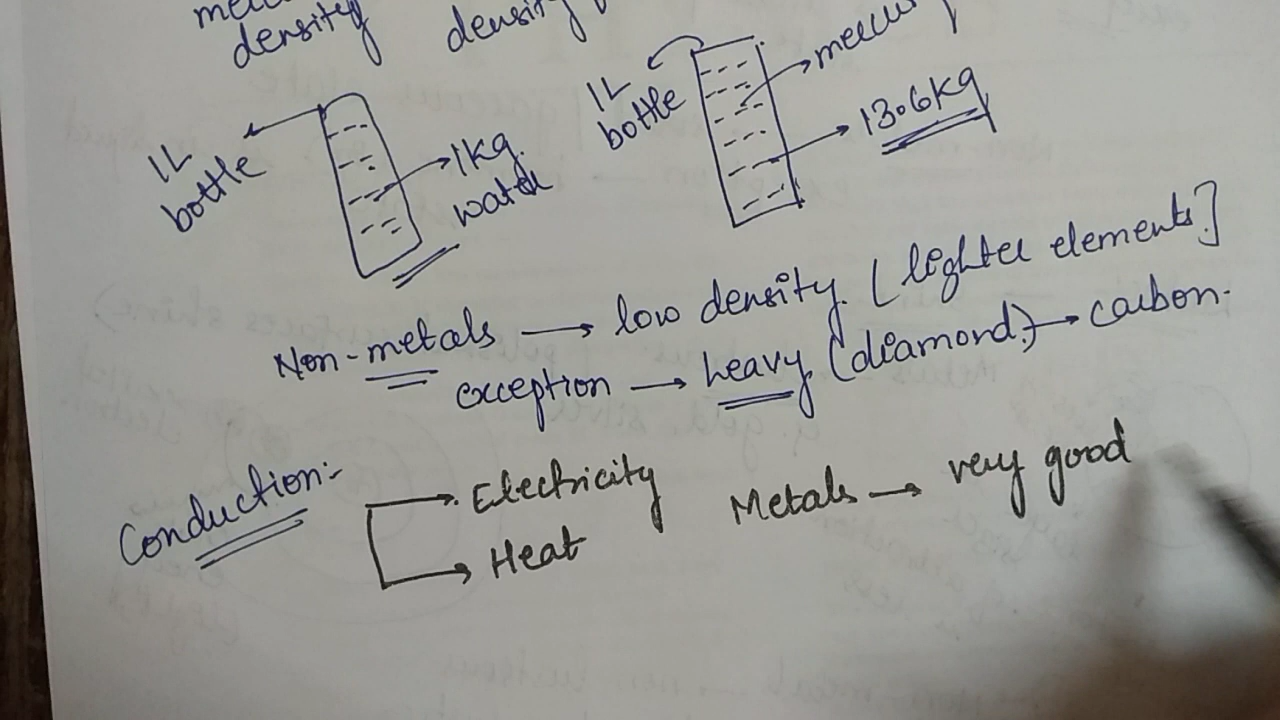 density density
1L bottle 1kg. water
1L bottle mercury 13.6kg
Non-metals → low density. (lighter elements.]
exception → heavy (diamond.) → carbon.
Conduction:- → Electricity
→ Heat
Metals → very good